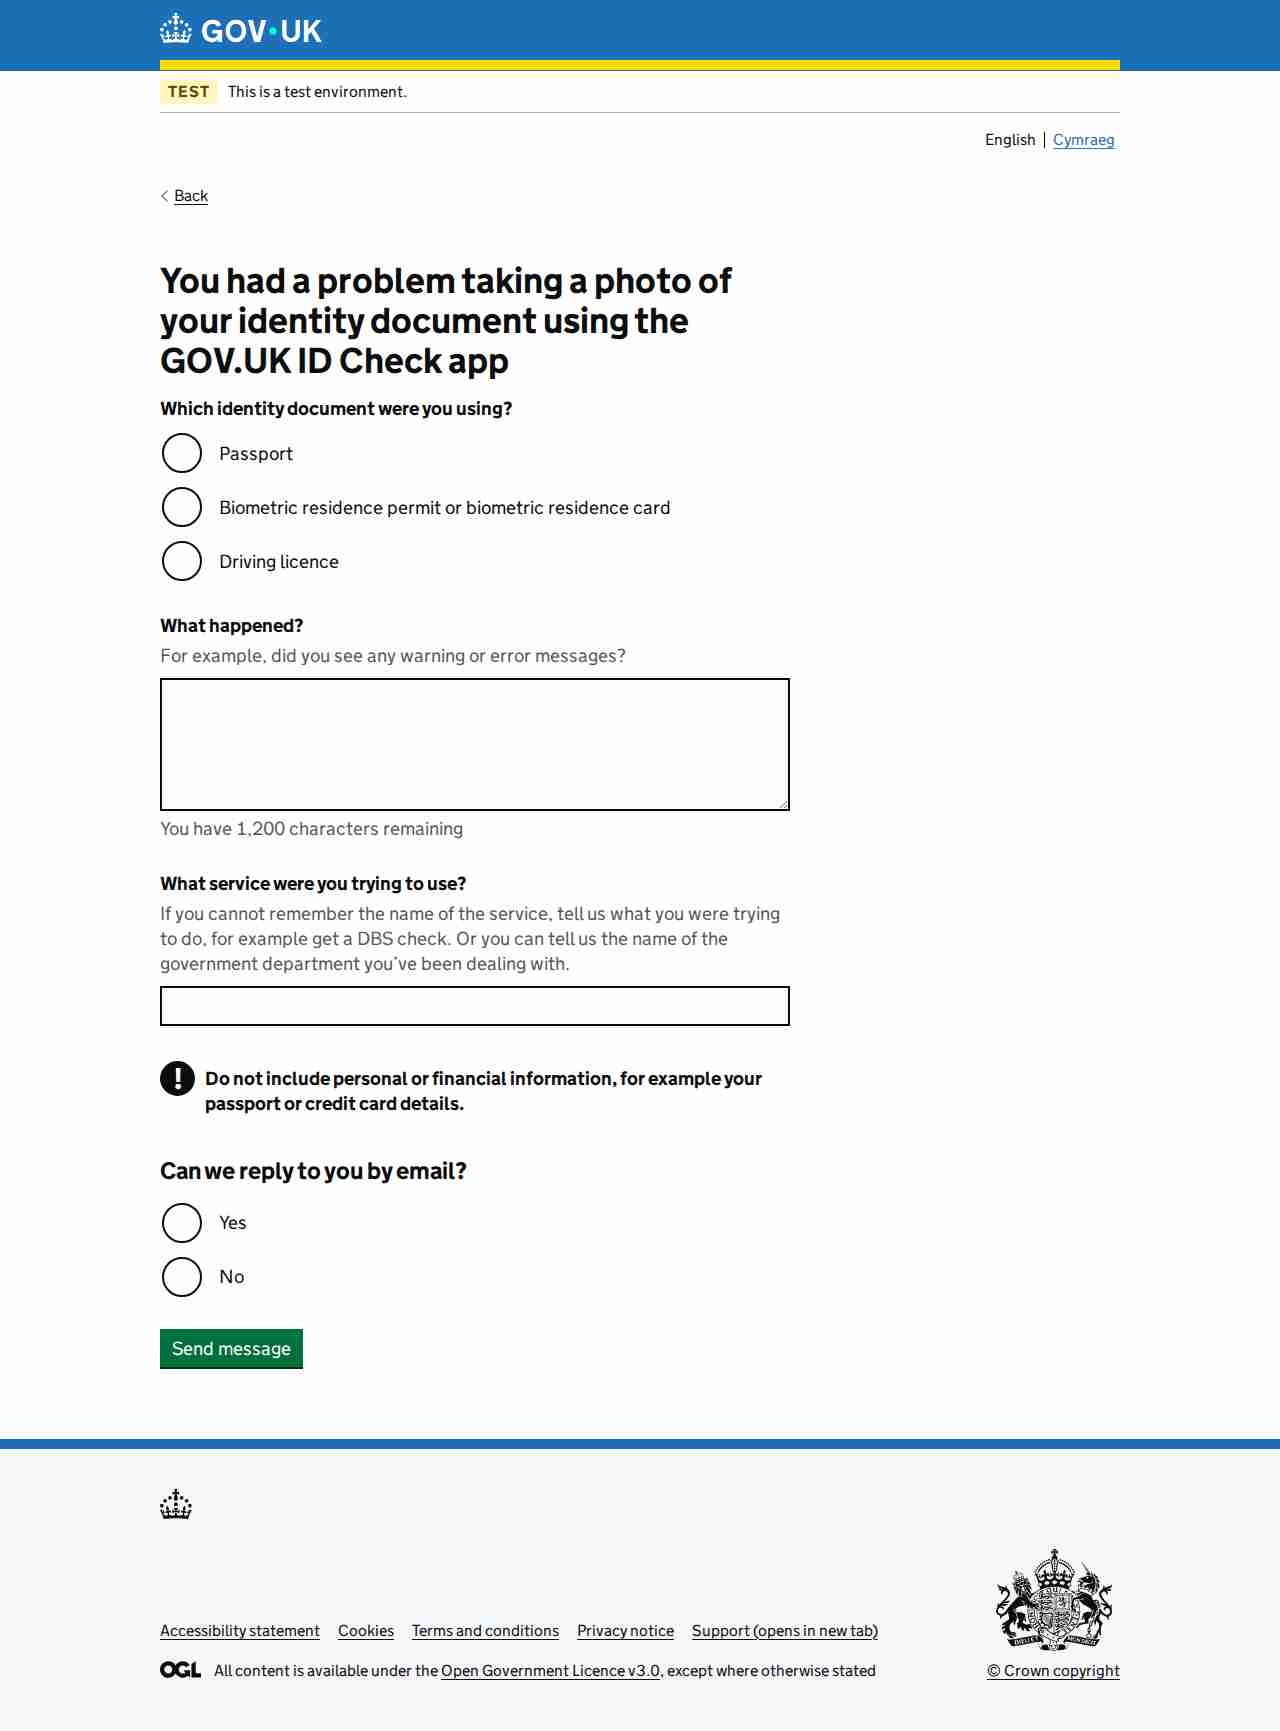 GOV·UK
TEST This is a test environment.
English Cymraeg
Back
You had a problem taking a photo of
your identity document using the
GOV.UK ID Check app
Which identity document were you using?
Passport
Biometric residence permit or biometric residence card
Driving licence
What happened?
For example, did you see any warning or error messages?
You have 1,200 characters remaining
What service were you trying to use?
If you cannot remember the name of the service, tell us what you were trying
to do, for example get a DBS check. Or you can tell us the name of the
government department you’ve been dealing with.
! Do not include personal or financial information, for example your
passport or credit card details.
Can we reply to you by email?
Yes
No
Send message
Accessibility statement Cookies Terms and conditions Privacy notice Support (opens in new tab)
OGL All content is available under the Open Government Licence v3.0, except where otherwise stated
© Crown copyright